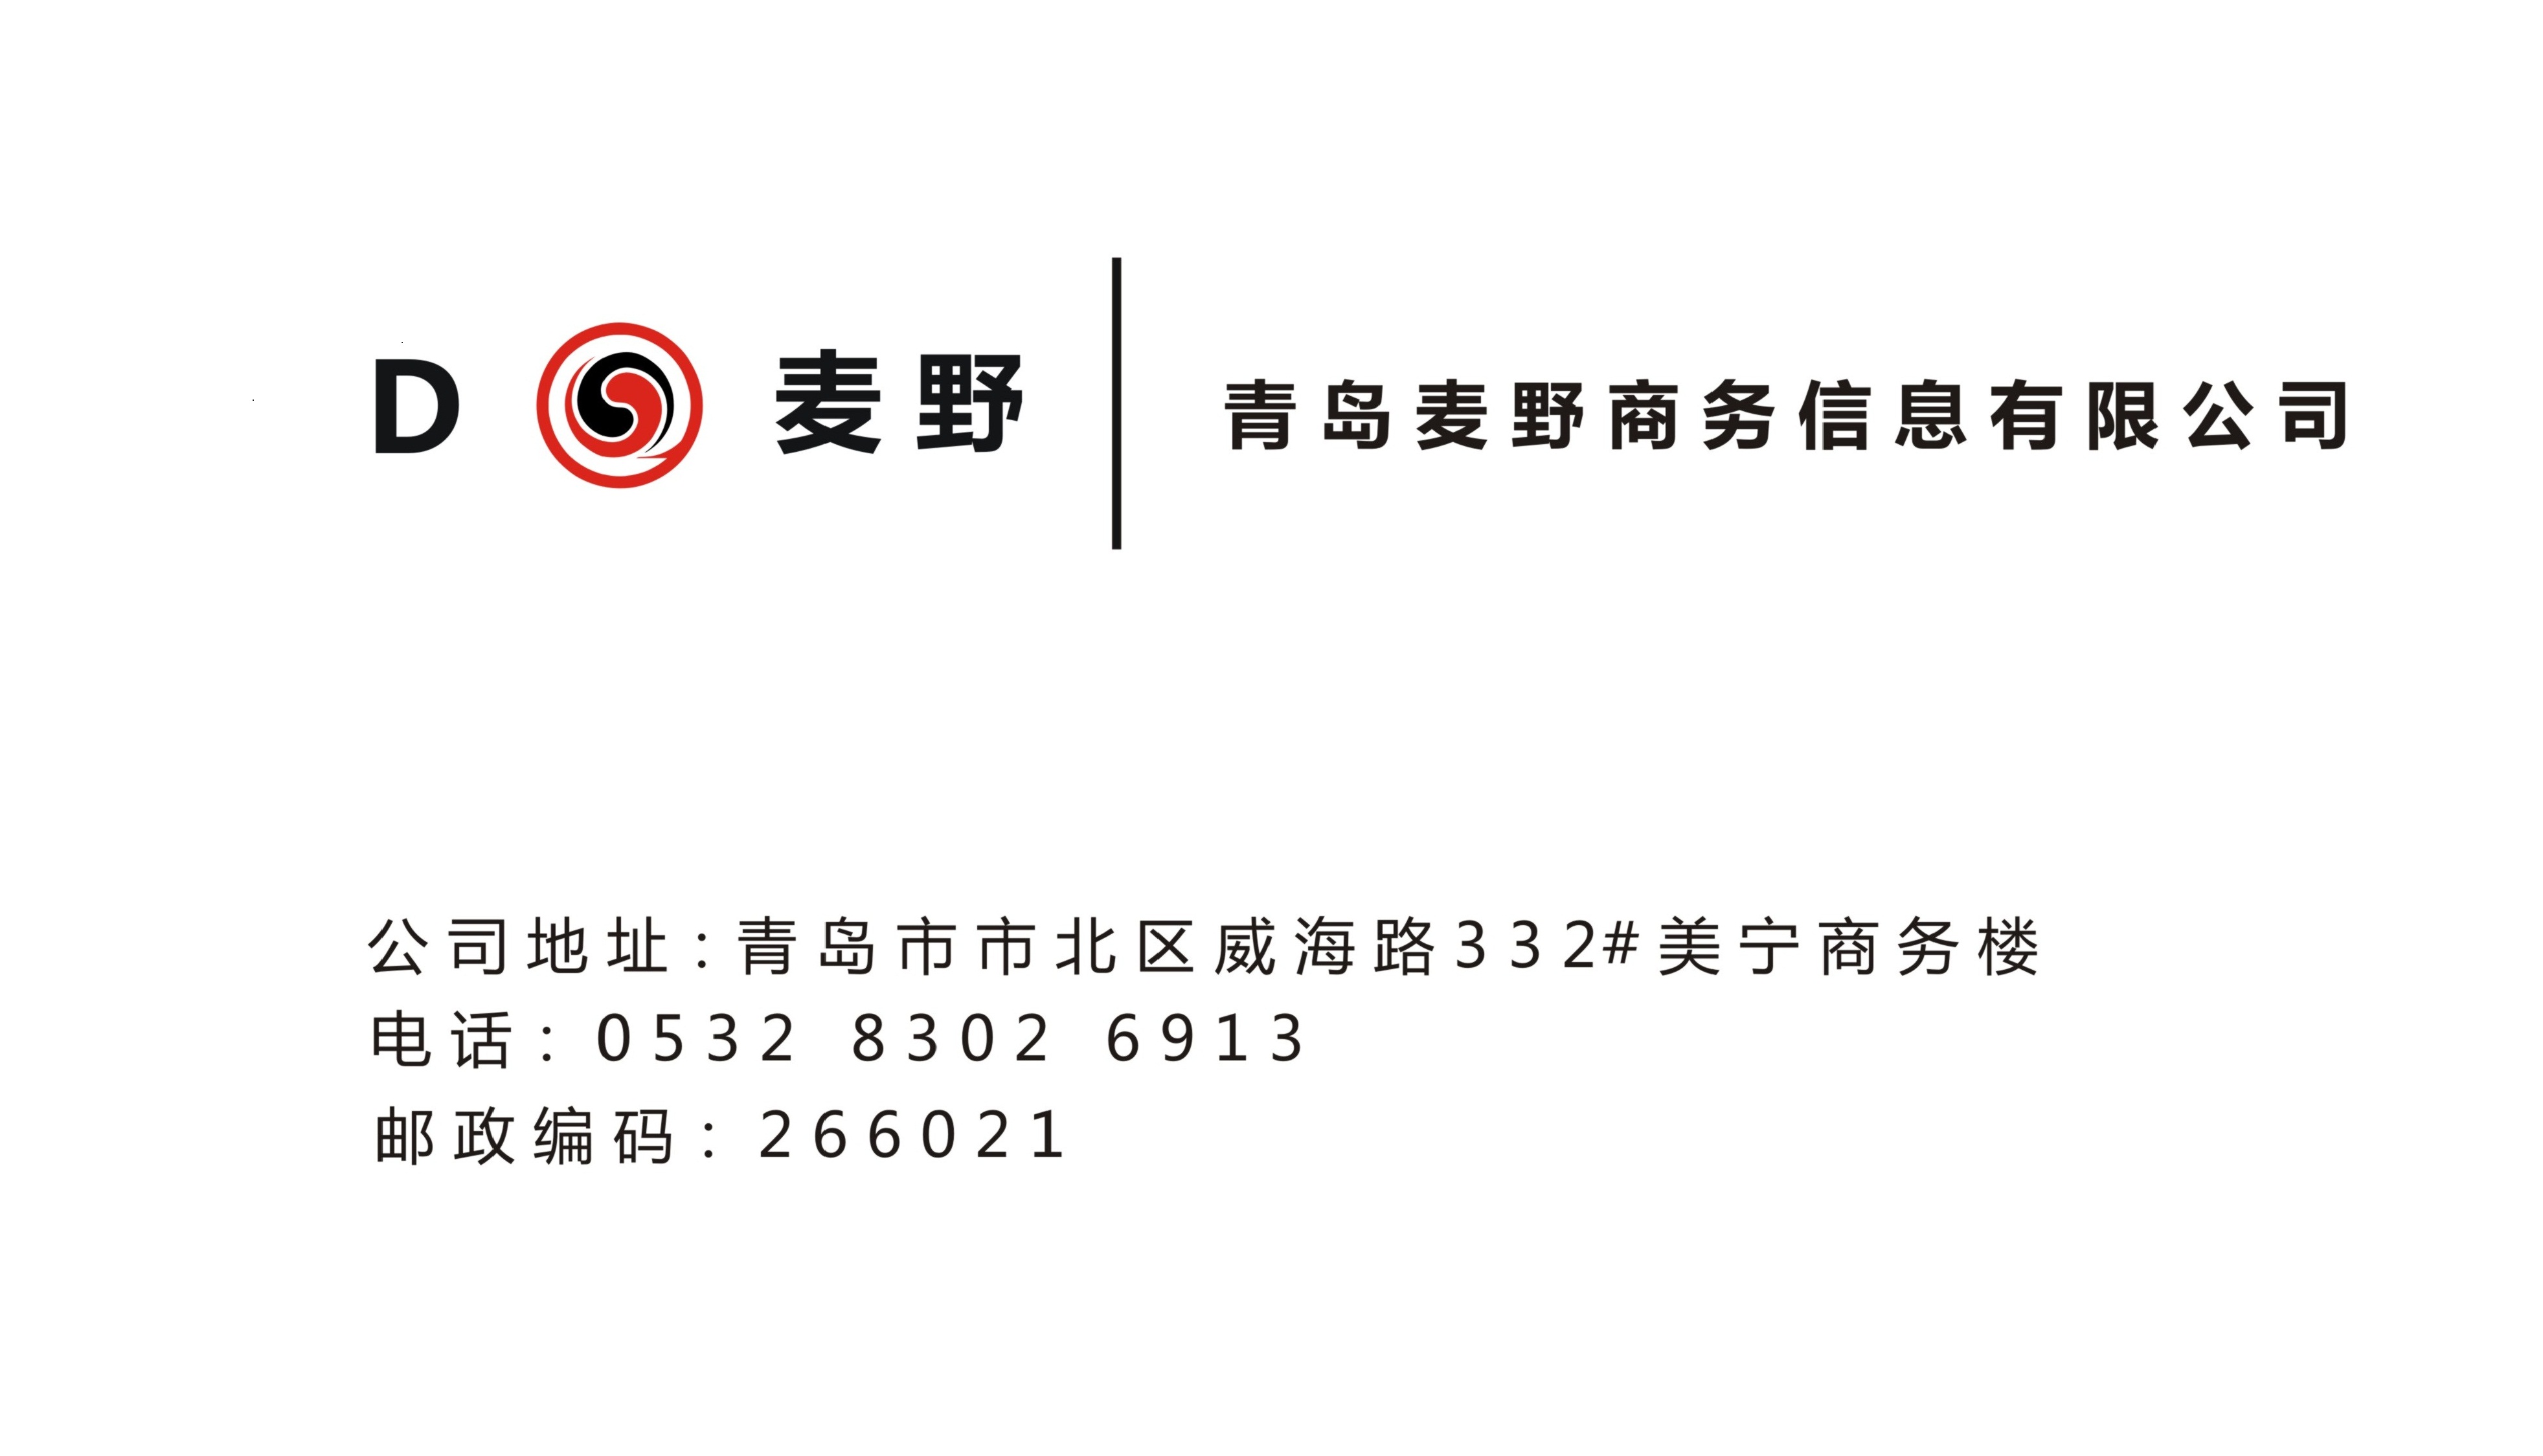 D 麦野
青岛麦野商务信息有限公司
公司地址:青岛市市北区威海路332#美宁商务楼
电话: 0532 8302 6913
邮政编码: 266021